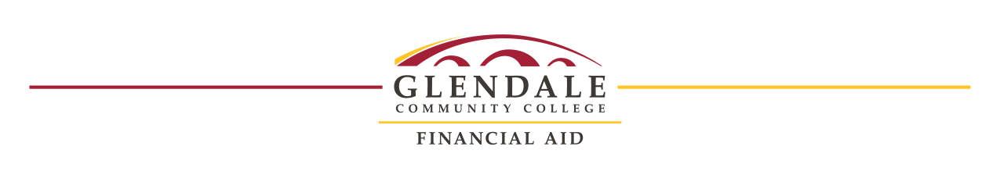 GLENDALE
COMMUNITY COLLEGE
FINANCIAL AID